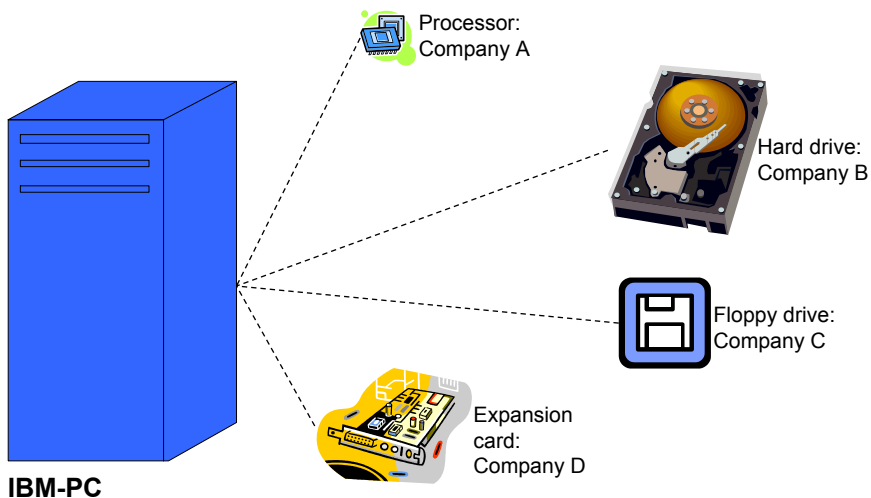 Processor:
Company A
Hard drive:
Company B
Floppy drive:
Company C
Expansion
card:
Company D
IBM-PC